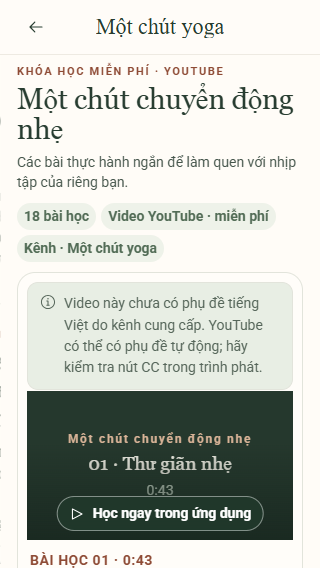 Một chút yoga
KHÓA HỌC MIỄN PHÍ · YOUTUBE
Một chút chuyển động
nhẹ
Các bài thực hành ngắn để làm quen với nhịp
tập của riêng bạn.
18 bài học
Video YouTube · miễn phí
Kênh · Một chút yoga
Video này chưa có phụ đề tiếng
Việt do kênh cung cấp. YouTube
có thể có phụ đề tự động; hãy
kiểm tra nút CC trong trình phát.
Một chút chuyển động nhẹ
01 · Thư giãn nhẹ
0:43
Học ngay trong ứng dụng
BÀI HỌC 01 · 0:43